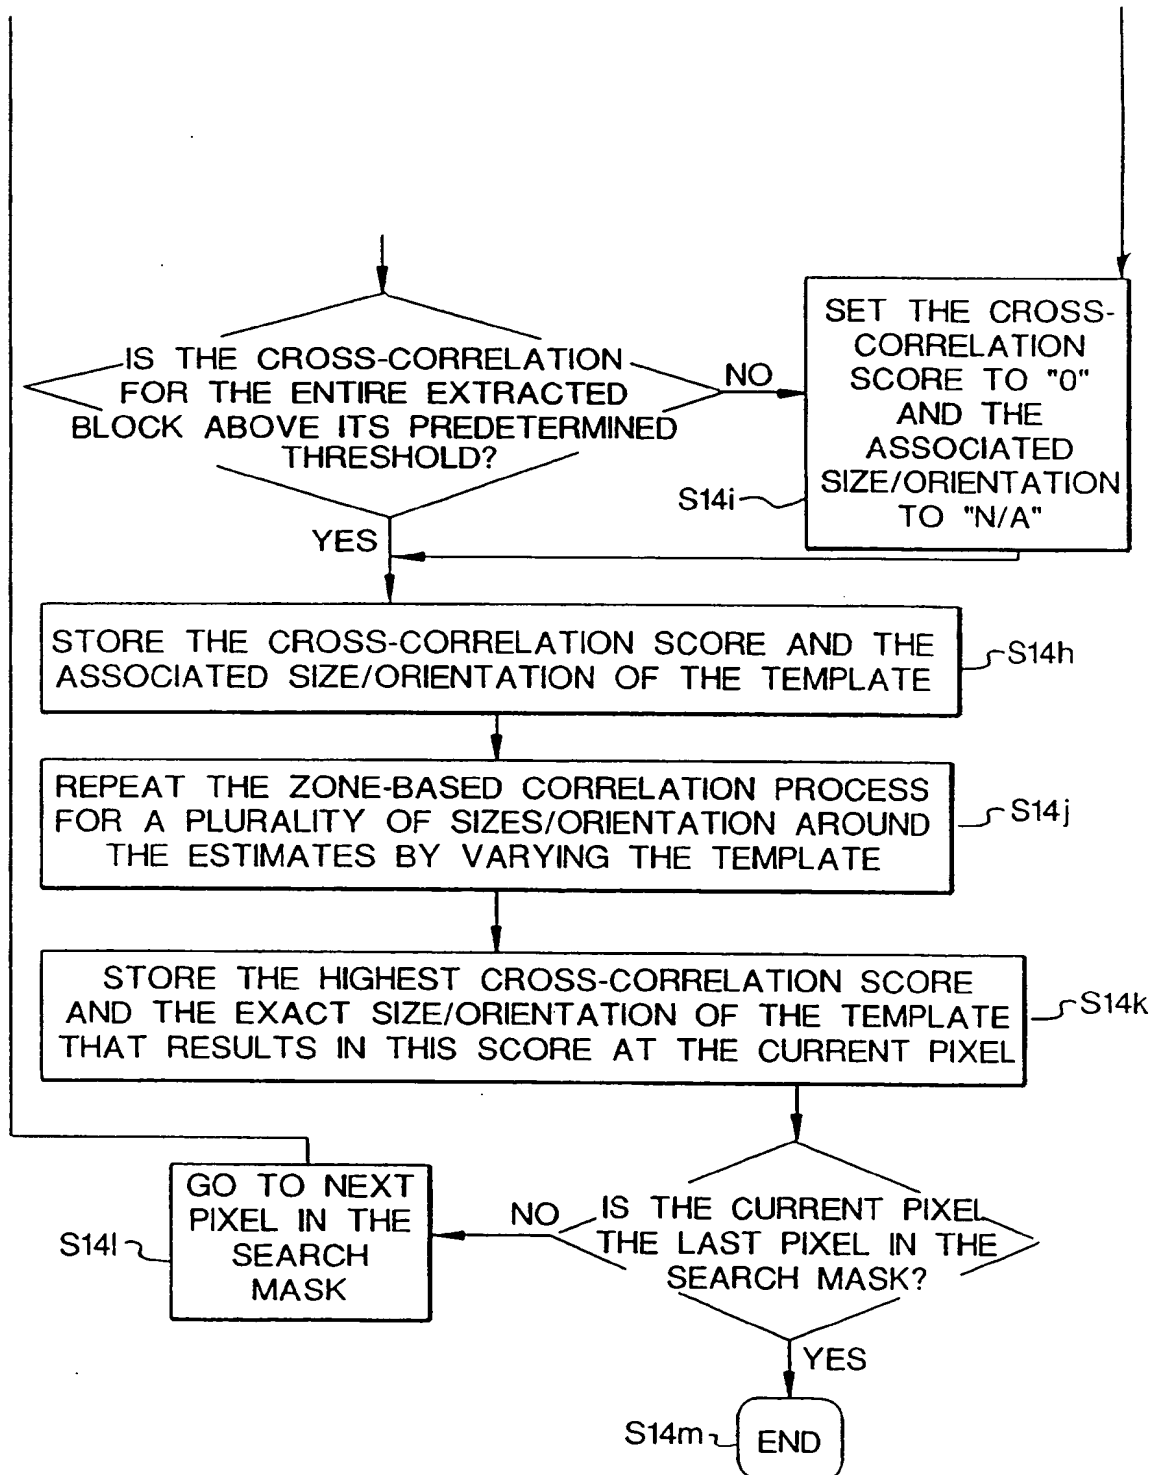 IS THE CROSS-CORRELATION
FOR THE ENTIRE EXTRACTED
BLOCK ABOVE ITS PREDETERMINED
THRESHOLD?
NO
SET THE CROSS-
CORRELATION
SCORE TO "0"
AND THE
ASSOCIATED
SIZE/ORIENTATION
TO "N/A"
S14i
YES
STORE THE CROSS-CORRELATION SCORE AND THE
ASSOCIATED SIZE/ORIENTATION OF THE TEMPLATE
S14h
REPEAT THE ZONE-BASED CORRELATION PROCESS
FOR A PLURALITY OF SIZES/ORIENTATION AROUND
THE ESTIMATES BY VARYING THE TEMPLATE
S14j
STORE THE HIGHEST CROSS-CORRELATION SCORE
AND THE EXACT SIZE/ORIENTATION OF THE TEMPLATE
THAT RESULTS IN THIS SCORE AT THE CURRENT PIXEL
S14k
IS THE CURRENT PIXEL
THE LAST PIXEL IN THE
SEARCH MASK?
NO
GO TO NEXT
PIXEL IN THE
SEARCH
MASK
S14l
YES
S14m
END